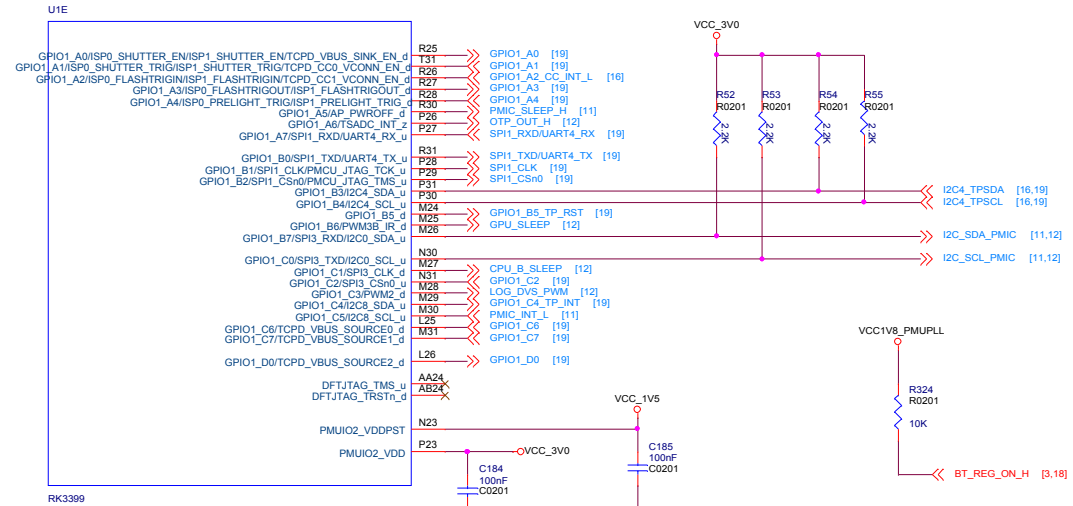 U1E
GPIO1_A0/ISP0_SHUTTER_EN/ISP1_SHUTTER_EN/TCPD_VBUS_SINK_EN_d R25 GPIO1_A0 [19]
GPIO1_A1/ISP0_SHUTTER_TRIG/ISP1_SHUTTER_TRIG/TCPD_CC0_VCONN_EN_d T31 GPIO1_A1 [19]
GPIO1_A2/ISP0_FLASHTRIGIN/ISP1_FLASHTRIGIN/TCPD_CC1_VCONN_EN_d R26 GPIO1_A2_CC_INT_L [16]
GPIO1_A3/ISP0_FLASHTRIGOUT/ISP1_FLASHTRIGOUT_d R27 GPIO1_A3 [19]
GPIO1_A4/ISP0_PRELIGHT_TRIG/ISP1_PRELIGHT_TRIG_d R28 GPIO1_A4 [19]
GPIO1_A5/AP_PWROFF_d R30 PMIC_SLEEP_H [11]
GPIO1_A6/TSADC_INT_z P26 OTP_OUT_H [12]
GPIO1_A7/SPI1_RXD/UART4_RX_u P27 SPI1_RXD/UART4_RX [19]
GPIO1_B0/SPI1_TXD/UART4_TX_u R31 SPI1_TXD/UART4_TX [19]
GPIO1_B1/SPI1_CLK/PMCU_JTAG_TCK_u P28 SPI1_CLK [19]
GPIO1_B2/SPI1_CSn0/PMCU_JTAG_TMS_u P29 SPI1_CSn0 [19]
GPIO1_B3/I2C4_SDA_u P31 I2C4_TPSDA [16,19]
GPIO1_B4/I2C4_SCL_u P30 I2C4_TPSCL [16,19]
GPIO1_B5_d M24 GPIO1_B5_TP_RST [19]
GPIO1_B6/PWM3B_IR_d M25 GPU_SLEEP [12]
GPIO1_B7/SPI3_RXD/I2C0_SDA_u M26 I2C_SDA_PMIC [11,12]
GPIO1_C0/SPI3_TXD/I2C0_SCL_u N30 I2C_SCL_PMIC [11,12]
GPIO1_C1/SPI3_CLK_d M27 CPU_B_SLEEP [12]
GPIO1_C2/SPI3_CSn0_u N31 GPIO1_C2 [19]
GPIO1_C3/PWM2_d M28 LOG_DVS_PWM [12]
GPIO1_C4/I2C8_SDA_u M29 GPIO1_C4_TP_INT [19]
GPIO1_C5/I2C8_SCL_u M30 PMIC_INT_L [11]
GPIO1_C6/TCPD_VBUS_SOURCE0_d L25 GPIO1_C6 [19]
GPIO1_C7/TCPD_VBUS_SOURCE1_d M31 GPIO1_C7 [19]
GPIO1_D0/TCPD_VBUS_SOURCE2_d L26 GPIO1_D0 [19]
DFTJTAG_TMS_u AA24
DFTJTAG_TRSTn_d AB24
PMUIO2_VDDPST N23
PMUIO2_VDD P23
RK3399
VCC_3V0
R52 R53 R54 R55
R0201 R0201 R0201 R0201
2.2K 2.2K 2.2K 2.2K
VCC_1V5
VCC_3V0
C184
100nF
C0201
C185
100nF
C0201
VCC1V8_PMUPLL
R324
R0201
10K
BT_REG_ON_H [3,18]